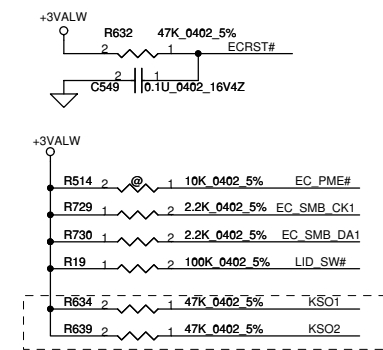 +3VALW
R632 47K_0402_5%
2 1 ECRST#
2 1
C549 0.1U_0402_16V4Z
+3VALW
R514 2 @ 1 10K_0402_5% EC_PME#
R729 1 2 2.2K_0402_5% EC_SMB_CK1
R730 1 2 2.2K_0402_5% EC_SMB_DA1
R19 1 2 100K_0402_5% LID_SW#
R634 2 1 47K_0402_5% KSO1
R639 2 1 47K_0402_5% KSO2